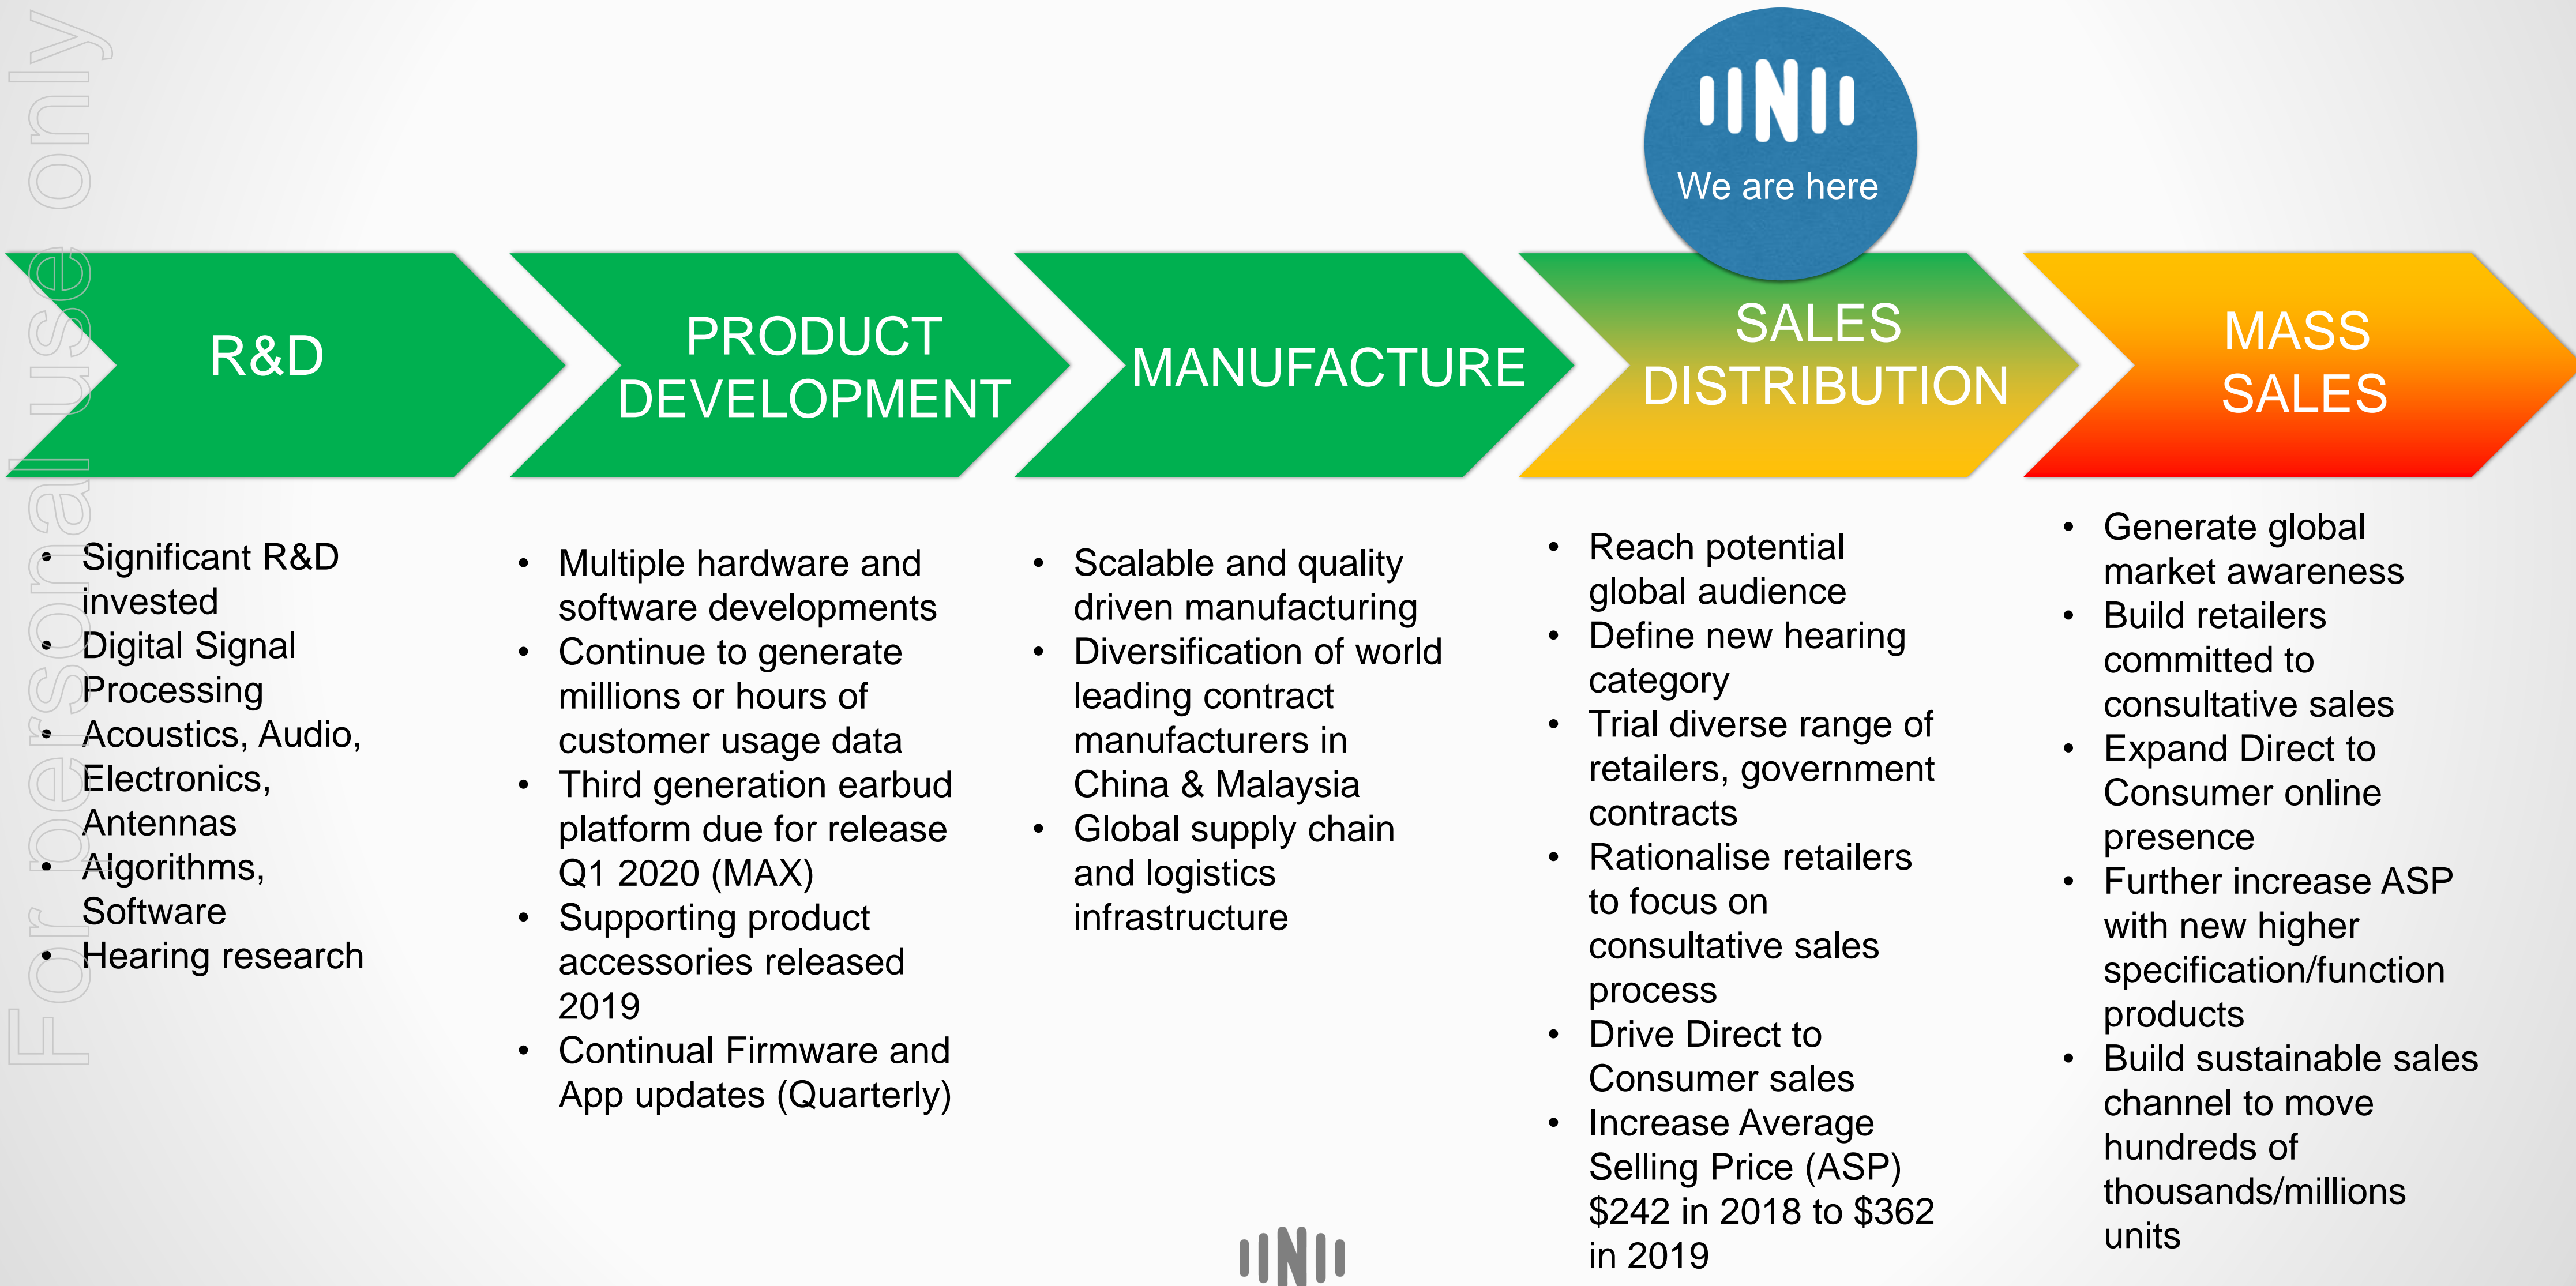 For personal use only
We are here
R&D
PRODUCT
DEVELOPMENT
MANUFACTURE
SALES
DISTRIBUTION
MASS
SALES
• Significant R&D
invested
• Digital Signal
Processing
• Acoustics, Audio,
Electronics,
Antennas
• Algorithms,
Software
• Hearing research
• Multiple hardware and
software developments
• Continue to generate
millions or hours of
customer usage data
• Third generation earbud
platform due for release
Q1 2020 (MAX)
• Supporting product
accessories released
2019
• Continual Firmware and
App updates (Quarterly)
• Scalable and quality
driven manufacturing
• Diversification of world
leading contract
manufacturers in
China & Malaysia
• Global supply chain
and logistics
infrastructure
• Reach potential
global audience
• Define new hearing
category
• Trial diverse range of
retailers, government
contracts
• Rationalise retailers
to focus on
consultative sales
process
• Drive Direct to
Consumer sales
• Increase Average
Selling Price (ASP)
$242 in 2018 to $362
in 2019
• Generate global
market awareness
• Build retailers
committed to
consultative sales
• Expand Direct to
Consumer online
presence
• Further increase ASP
with new higher
specification/function
products
• Build sustainable sales
channel to move
hundreds of
thousands/millions
units